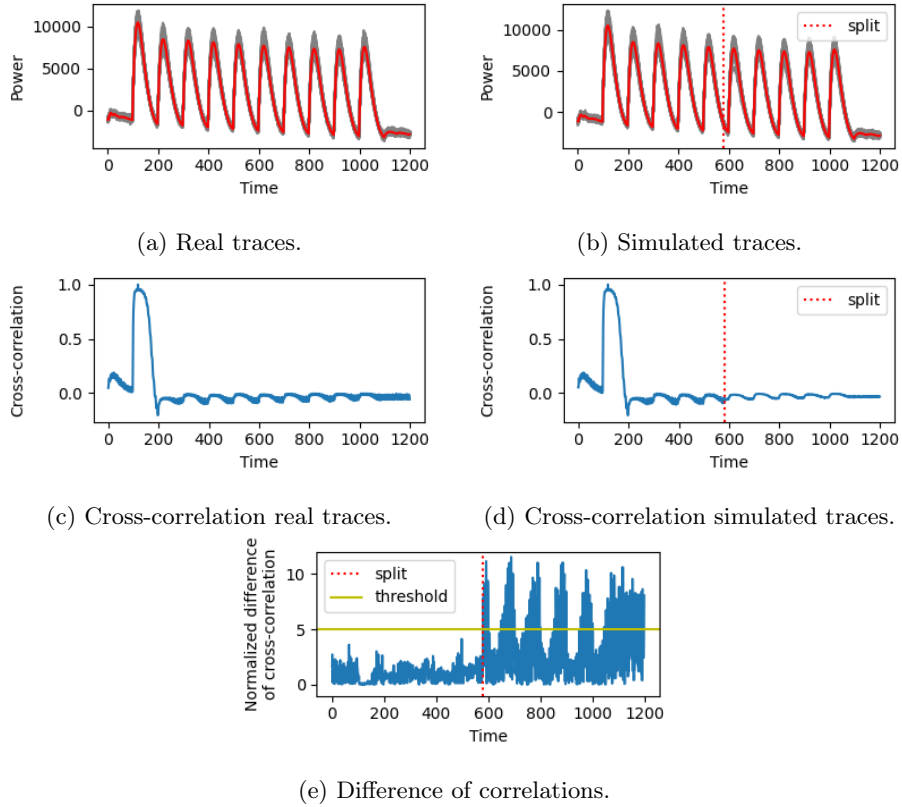 10000
5000
0
Power
0 200 400 600 800 1000 1200
Time
(a) Real traces.
10000
5000
0
Power
split
0 200 400 600 800 1000 1200
Time
(b) Simulated traces.
1.0
0.5
0.0
Cross-correlation
0 200 400 600 800 1000 1200
Time
(c) Cross-correlation real traces.
1.0
0.5
0.0
Cross-correlation
split
0 200 400 600 800 1000 1200
Time
(d) Cross-correlation simulated traces.
10
5
0
Normalized difference
of cross-correlation
split
threshold
0 200 400 600 800 1000 1200
Time
(e) Difference of correlations.